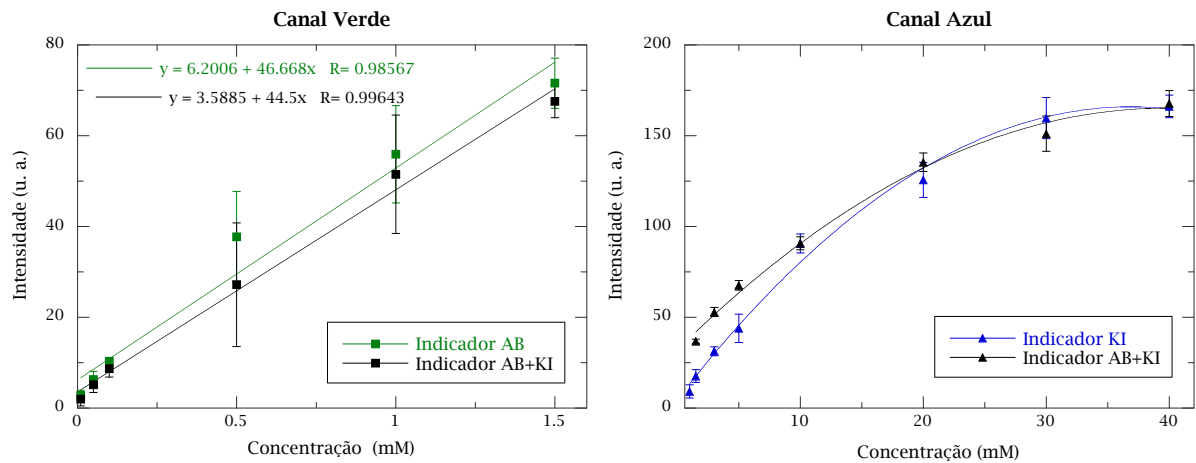 Canal Verde
80
60
40
20
0
Intensidade (u. a.)
y = 6.2006 + 46.668x R= 0.98567
y = 3.5885 + 44.5x R= 0.99643
Indicador AB
Indicador AB+KI
0
0.5
1
1.5
Concentração (mM)
Canal Azul
200
150
100
50
0
Intensidade (u. a.)
Indicador KI
Indicador AB+KI
10
20
30
40
Concentração (mM)